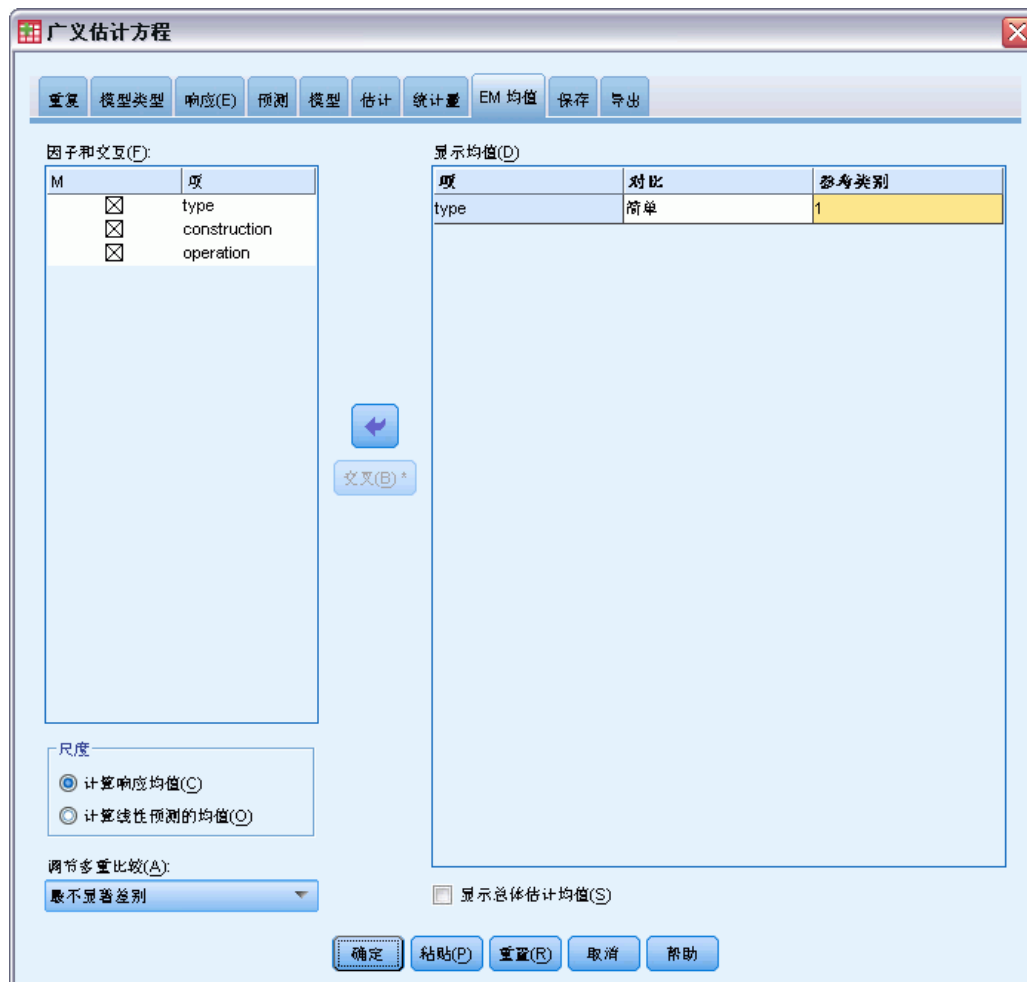 广义估计方程
重复 模型类型 响应(E) 预测 模型 估计 统计量 EM 均值 保存 导出
因子和交互(F):
M 项
type
construction
operation
交叉(B) *
显示均值(D)
项 对比 参考类别
type 简单 1
尺度
计算响应均值(C)
计算线性预测的均值(O)
调节多重比较(A):
最不显著差别
显示总体估计均值(S)
确定 粘贴(P) 重置(R) 取消 帮助